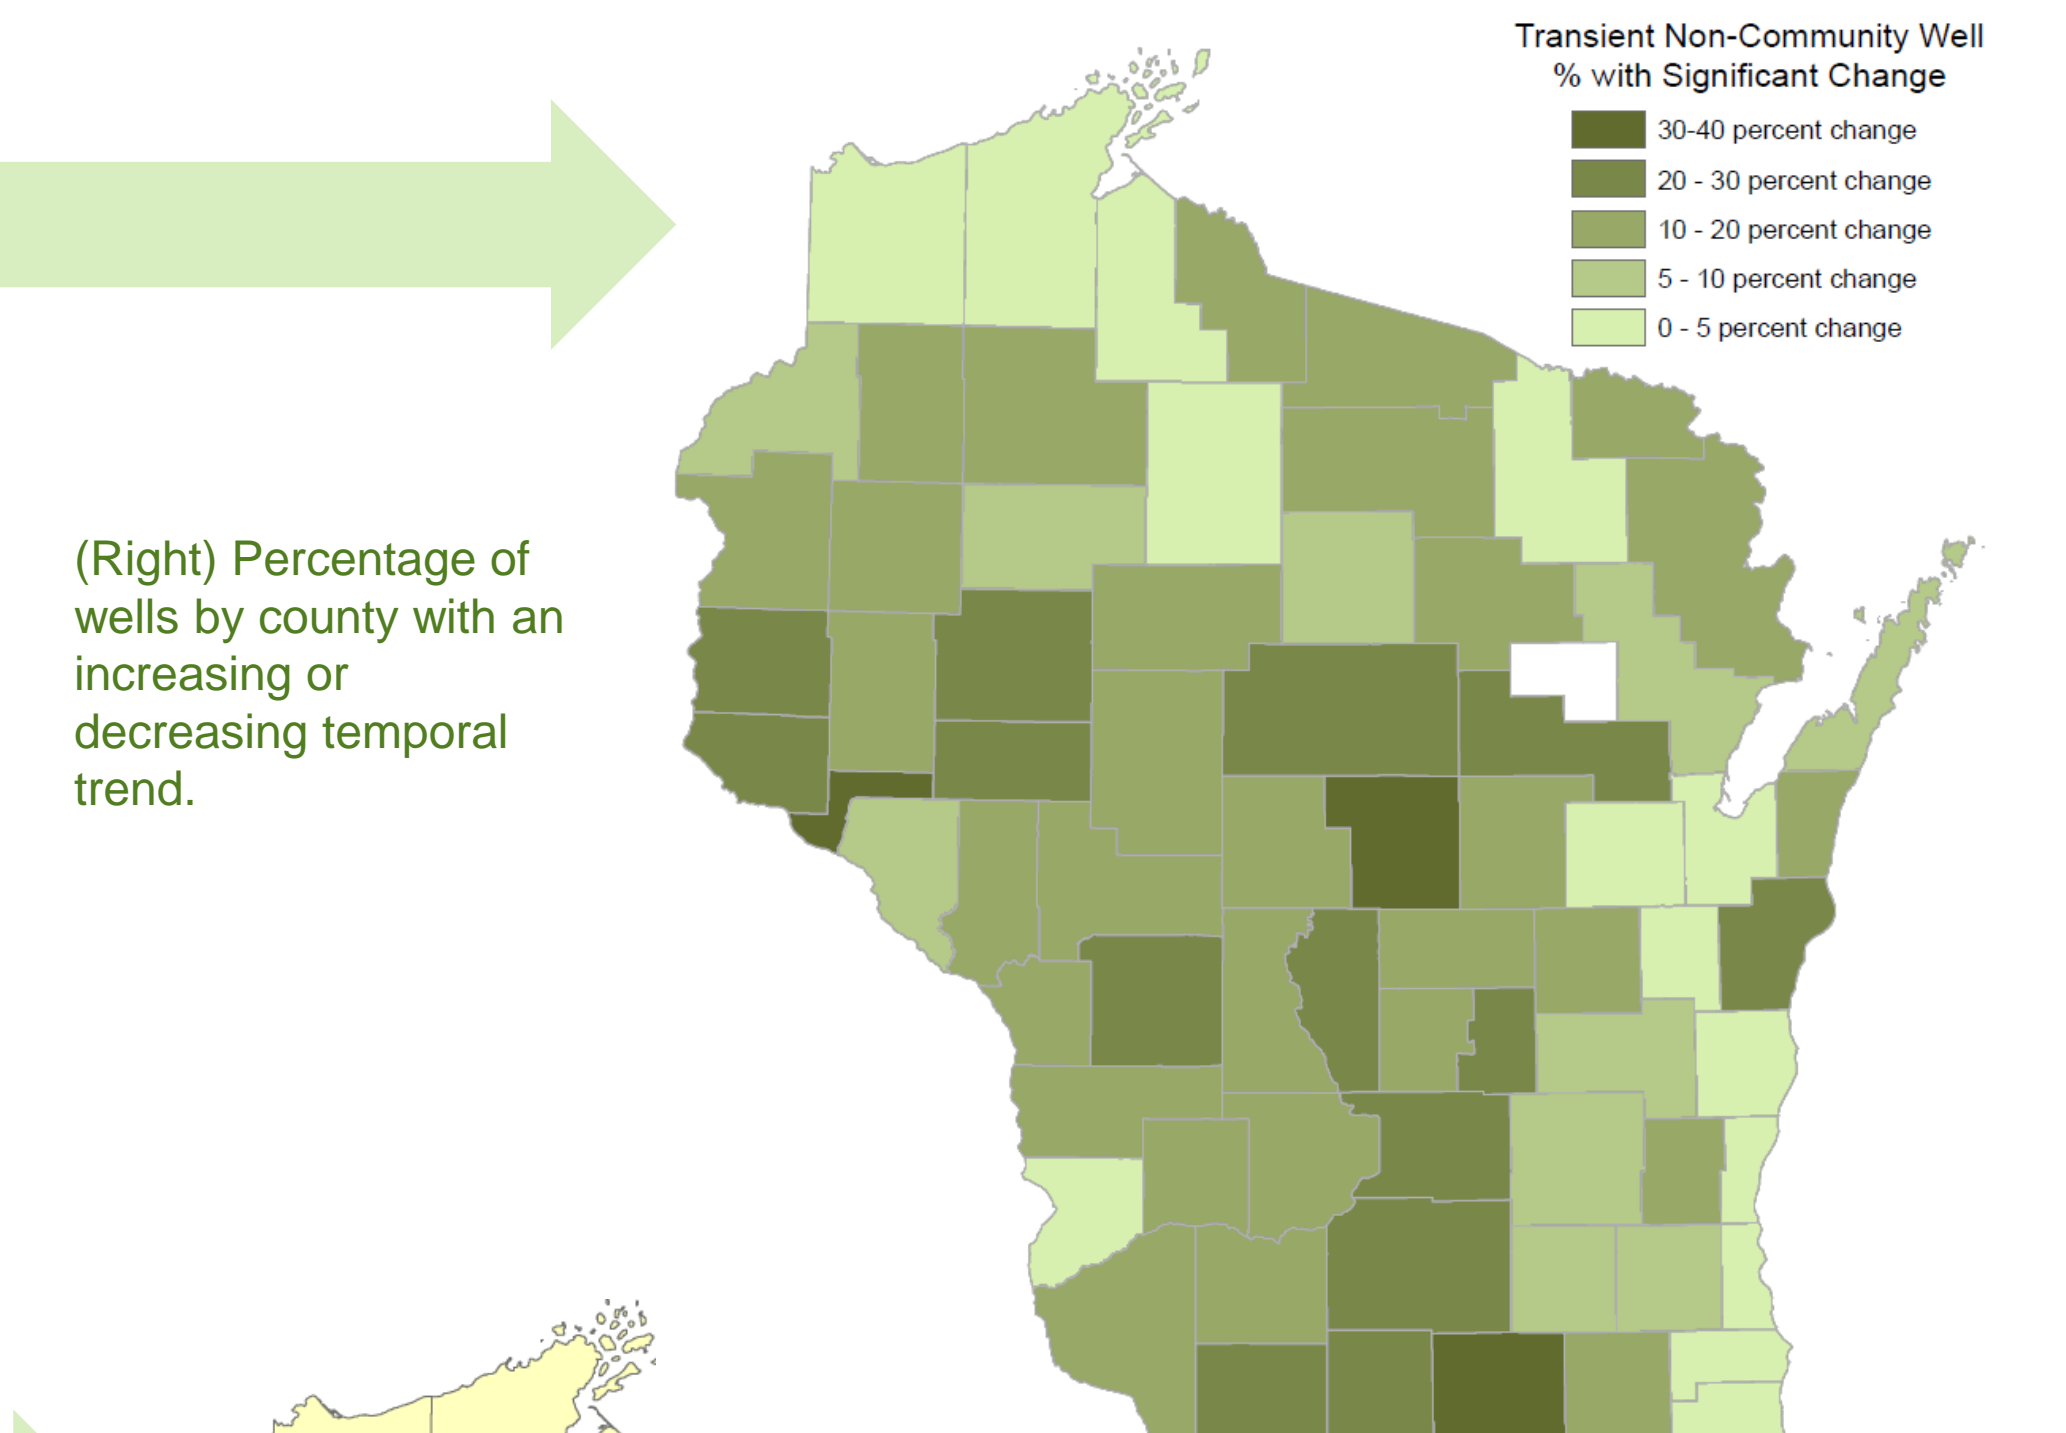 Transient Non-Community Well
% with Significant Change
30-40 percent change
20 - 30 percent change
10 - 20 percent change
5 - 10 percent change
0 - 5 percent change
(Right) Percentage of
wells by county with an
increasing or
decreasing temporal
trend.